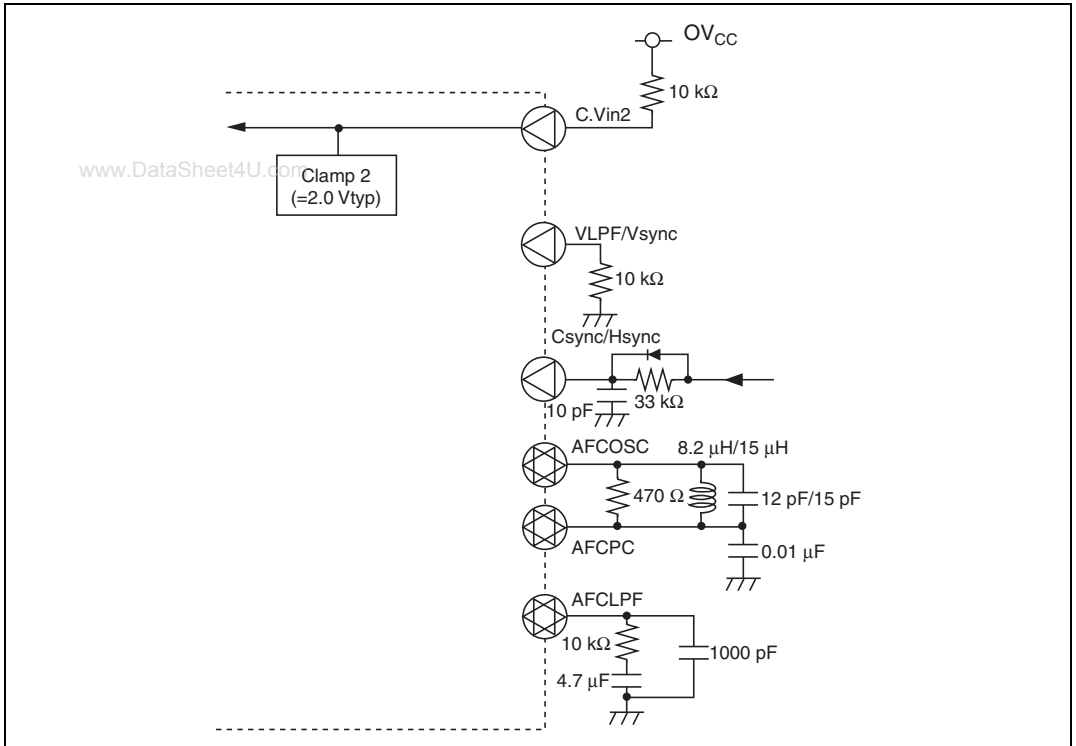 OVCC
10 kΩ
C.Vin2
www.DataSheet4U.com
Clamp 2
(=2.0 Vtyp)
VLPF/Vsync
10 kΩ
Csync/Hsync
10 pF
33 kΩ
AFCOSC
8.2 μH/15 μH
470 Ω
12 pF/15 pF
AFCPC
0.01 μF
AFCLPF
10 kΩ
1000 pF
4.7 μF